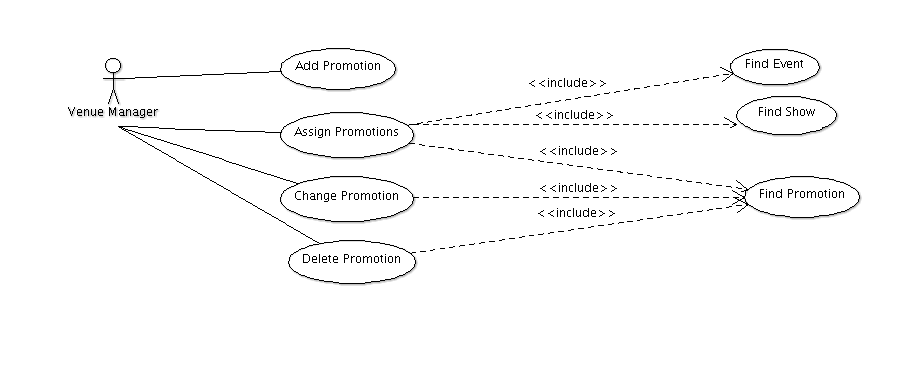 Venue Manager
Add Promotion
Assign Promotions
Change Promotion
Delete Promotion
<<include>>
<<include>>
<<include>>
<<include>>
<<include>>
Find Event
Find Show
Find Promotion